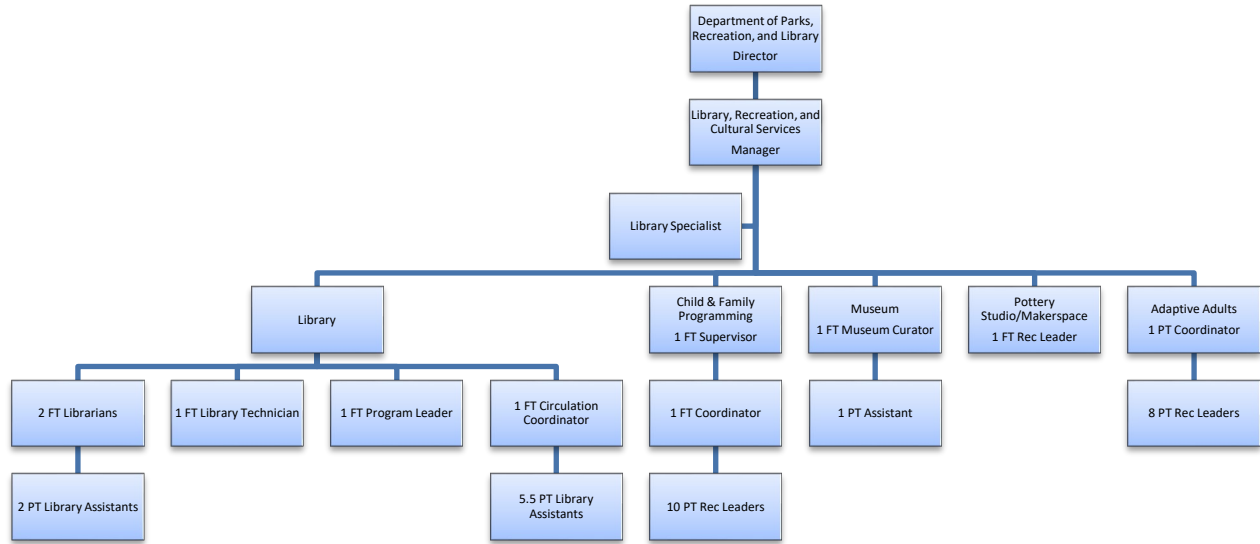 Department of Parks,
Recreation, and Library
Director
Library, Recreation, and
Cultural Services
Manager
Library Specialist
Library
Child & Family
Programming
1 FT Supervisor
Museum
1 FT Museum Curator
Pottery
Studio/Makerspace
1 FT Rec Leader
Adaptive Adults
1 PT Coordinator
2 FT Librarians
1 FT Library Technician
1 FT Program Leader
1 FT Circulation
Coordinator
1 FT Coordinator
1 PT Assistant
8 PT Rec Leaders
2 PT Library Assistants
5.5 PT Library
Assistants
10 PT Rec Leaders